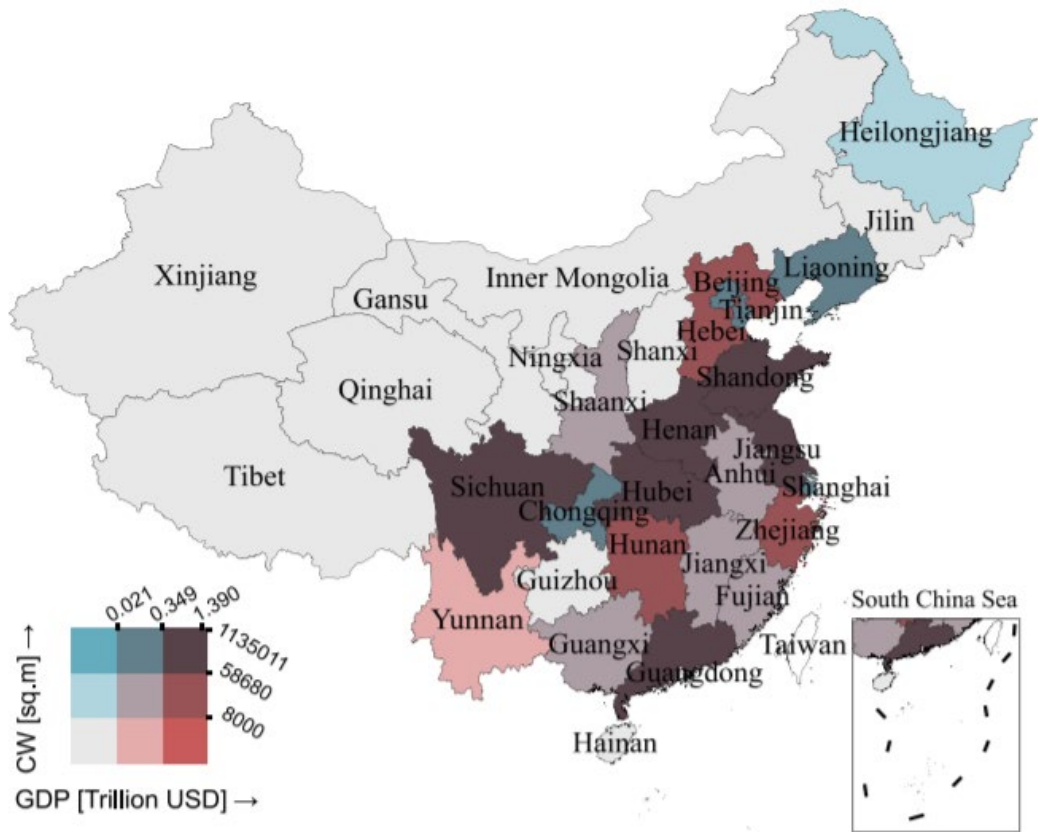 Heilongjiang
Jilin
Xinjiang
Inner Mongolia
Beijing
Liaoning
Gansu
Tianjin
Hebei
Ningxia
Shanxi
Qinghai
Shandong
Shaanxi
Henan
Tibet
Jiangsu
Anhui
Sichuan
Hubei
Shanghai
Chongqing
Zhejiang
Hunan
Jiangxi
Guizhou
Fujian
Yunnan
Guangxi
Taiwan
Guangdong
Hainan
South China Sea
0.021
0.349
1.390
1135011
58680
8000
CW [sq.m] →
GDP [Trillion USD] →